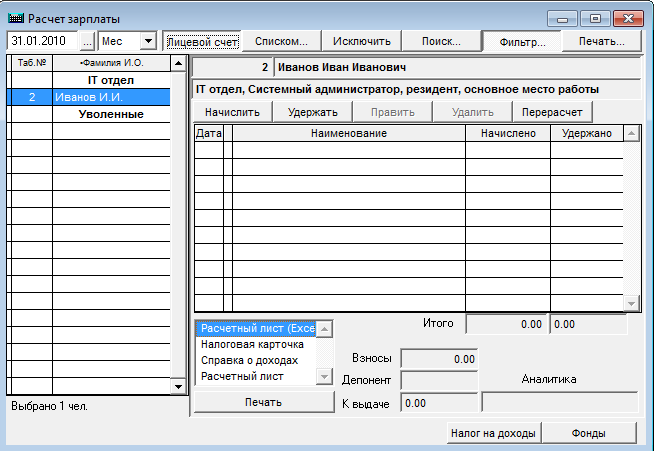 Расчет зарплаты
31.01.2010 ... Мес Лицевой счет Списком... Исключить Поиск... Фильтр... Печать...
Таб.№ •Фамилия И.О.
IT отдел
2 Иванов И.И.
Уволенные
Выбрано 1 чел.
2 Иванов Иван Иванович
IT отдел, Системный администратор, резидент, основное место работы
Начислить Удержать Править Удалить Перерасчет
Дата Наименование Начислено Удержано
Итого 0.00 0.00
Расчетный лист (Exce
Налоговая карточка
Справка о доходах
Расчетный лист
Печать
Взносы 0.00
Депонент Аналитика
К выдаче 0.00
Налог на доходы Фонды